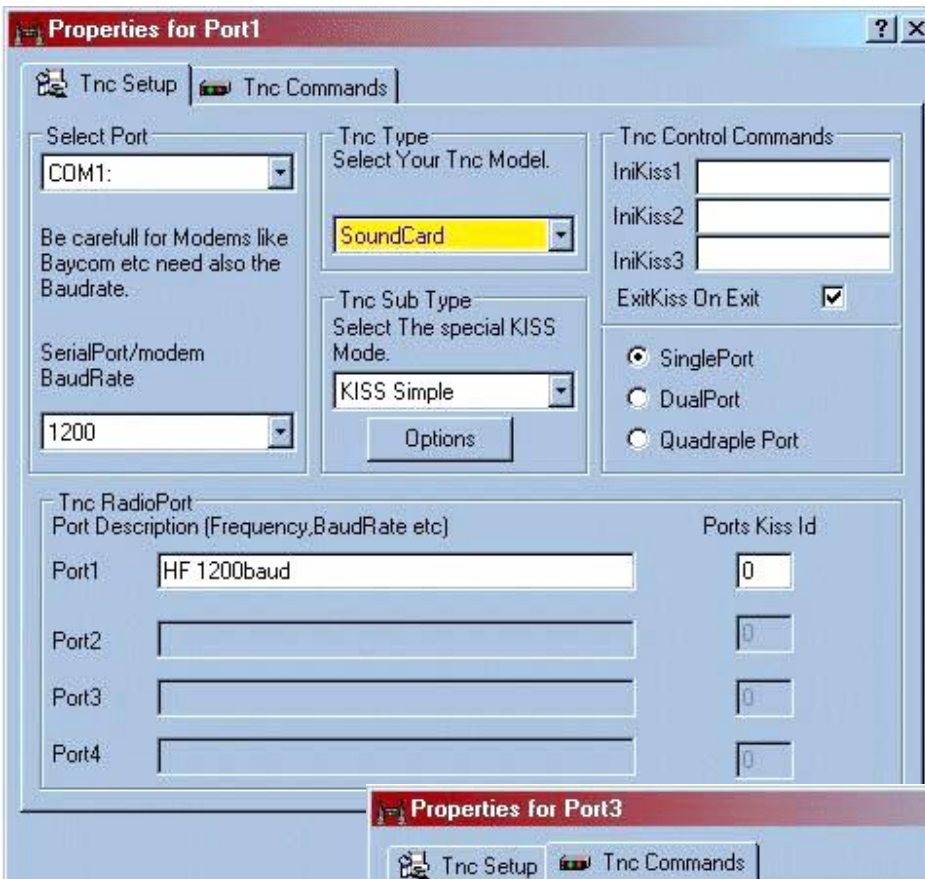 Properties for Port1
Tnc Setup Tnc Commands
Select Port
COM1:
Be carefull for Modems like
Baycom etc need also the
Baudrate.
SerialPort/modem
BaudRate
1200
Tnc Type
Select Your Tnc Model.
SoundCard
Tnc Sub Type
Select The special KISS
Mode.
KISS Simple
Options
Tnc Control Commands
IniKiss1
IniKiss2
IniKiss3
ExitKiss On Exit
SinglePort
DualPort
Quadraple Port
Tnc RadioPort
Port Description (Frequency,BaudRate etc) Ports Kiss Id
Port1 HF 1200baud 0
Port2 0
Port3 0
Port4 0
Properties for Port3
Tnc Setup Tnc Commands